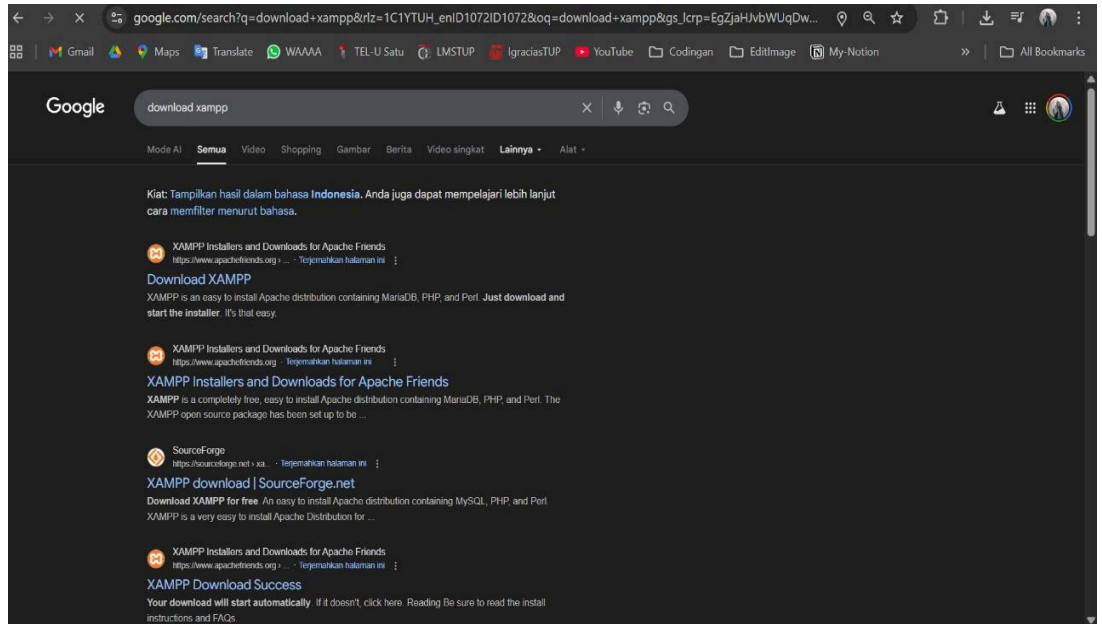 google.com/search?q=download+xampp&rlz=1C1YTUH_enID1072ID1072&oq=download+xampp&gs_lcrp=EgZjaHJvbWUqDw...
Gmail Maps Translate WAAAA TEL-U Satu LMSTUP IgraciasTUP YouTube Codingan EditImage My-Notion » All Bookmarks
Google
download xampp
Mode AI Semua Video Shopping Gambar Berita Video singkat Lainnya Alat
Kiat: Tampilkan hasil dalam bahasa Indonesia. Anda juga dapat mempelajari lebih lanjut
cara memfilter menurut bahasa.
XAMPP Installers and Downloads for Apache Friends
https://www.apachefriends.org › ... · Terjemahkan halaman ini
Download XAMPP
XAMPP is an easy to install Apache distribution containing MariaDB, PHP, and Perl. Just download and
start the installer. It's that easy.
XAMPP Installers and Downloads for Apache Friends
https://www.apachefriends.org · Terjemahkan halaman ini
XAMPP Installers and Downloads for Apache Friends
XAMPP is a completely free, easy to install Apache distribution containing MariaDB, PHP, and Perl. The
XAMPP open source package has been set up to be ...
SourceForge
https://sourceforge.net › xa... · Terjemahkan halaman ini
XAMPP download | SourceForge.net
Download XAMPP for free. An easy to install Apache distribution containing MySQL, PHP, and Perl.
XAMPP is a very easy to install Apache Distribution for ...
XAMPP Installers and Downloads for Apache Friends
https://www.apachefriends.org › ... · Terjemahkan halaman ini
XAMPP Download Success
Your download will start automatically. If it doesn't, click here. Reading Be sure to read the install
instructions and FAQs.